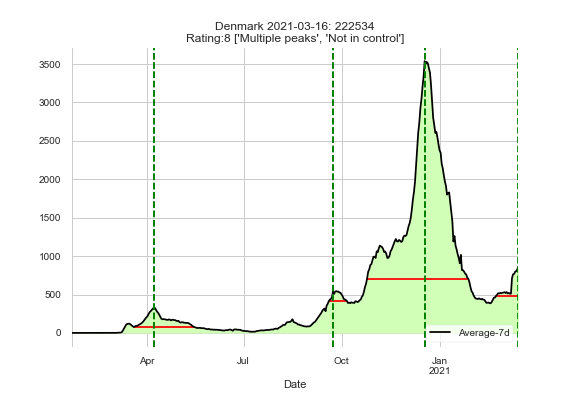 Denmark 2021-03-16: 222534
Rating:8 ['Multiple peaks', 'Not in control']
3500
3000
2500
2000
1500
1000
500
0
Average-7d
Apr
Jul
Oct
Jan
2021
Date